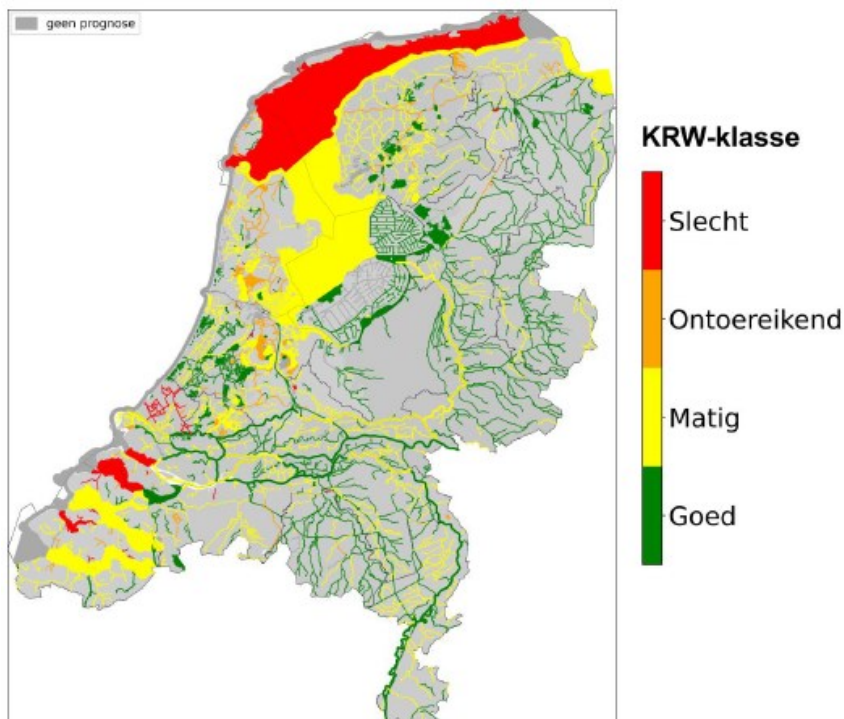 geen prognose
KRW-klasse
Slecht
Ontoereikend
Matig
Goed